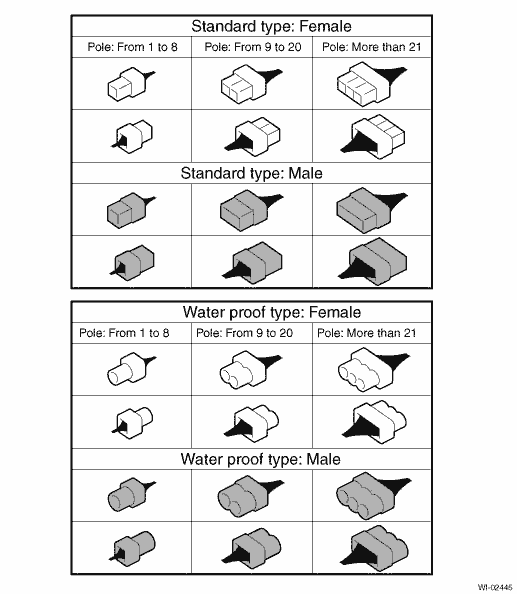 Standard type: Female
Pole: From 1 to 8 Pole: From 9 to 20 Pole: More than 21
Standard type: Male
Water proof type: Female
Pole: From 1 to 8 Pole: From 9 to 20 Pole: More than 21
Water proof type: Male
WI-02445